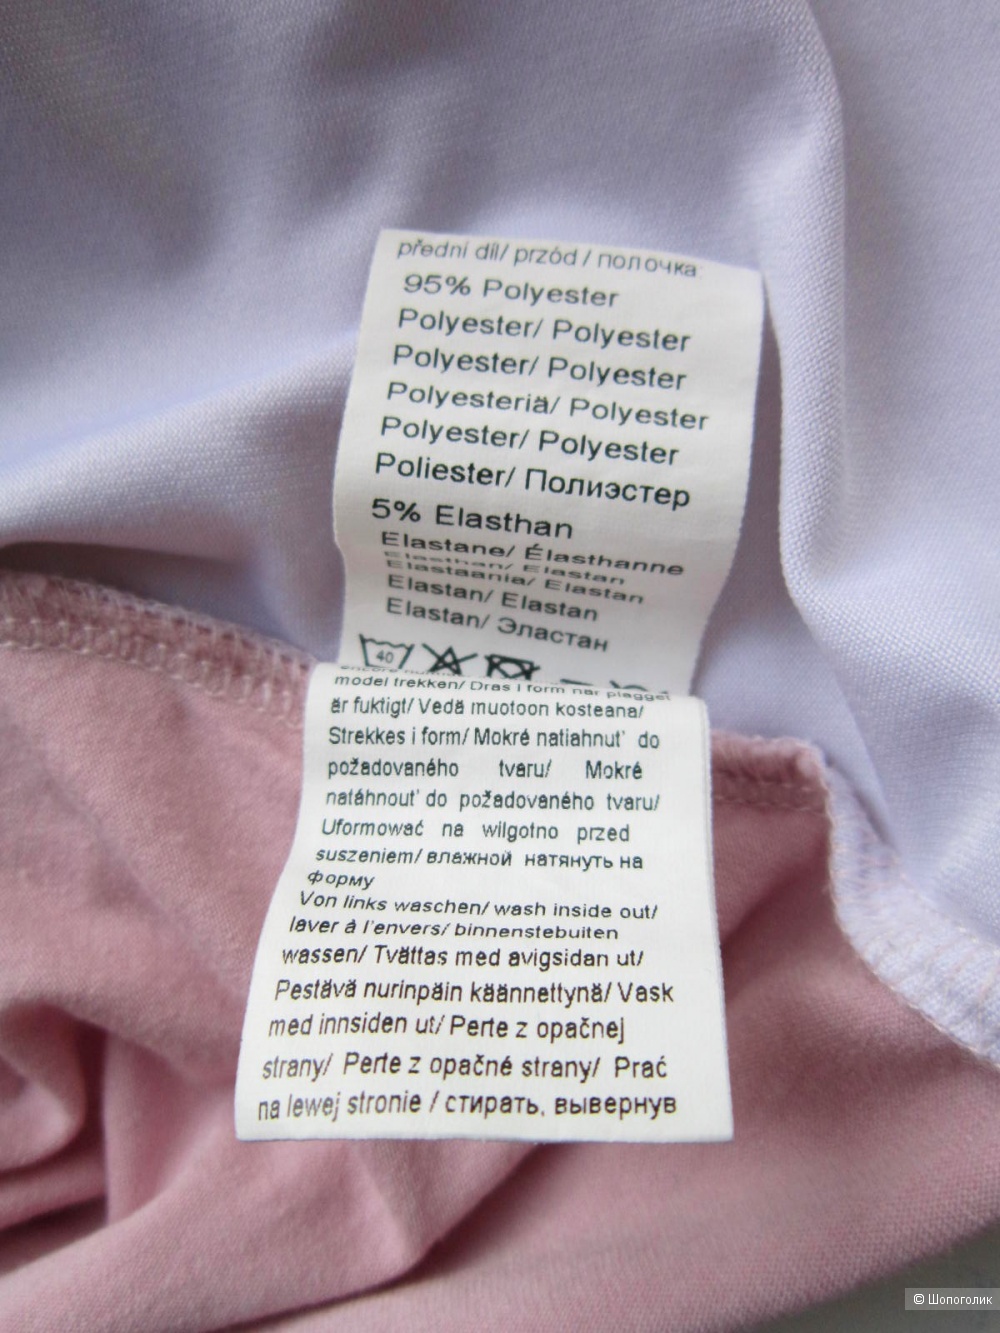 přední díl/ przód / полочка:
95% Polyester
Polyester/ Polyester
Polyester/ Polyester
Polyesteriä/ Polyester
Polyester/ Polyester
Poliester/ Полиэстер
5% Elasthan
Elastane/ Élasthanne
Elasthan/ Elastan
Elastaania/ Elastan
Elastan/ Elastan
Elastan/ Эластан
40
model trekken/ Dras i form när plagget
är fuktigt/ Vedä muotoon kosteana/
Strekkes i form/ Mokré natiahnut' do
požadovaného tvaru/ Mokré
natáhnout' do požadovaného tvaru/
Uformować na wilgotno przed
suszeniem/ влажной натянуть на
форму
Von links waschen/ wash inside out/
laver à l'envers/ binnenstebuiten
wassen/ Tvättas med avigsidan ut/
Pestävä nurinpäin käännettynä/ Vask
med innsiden ut/ Perte z opačnej
strany/ Perte z opačné strany/ Prać
na lewej stronie / стирать, вывернув
© Шопоголик